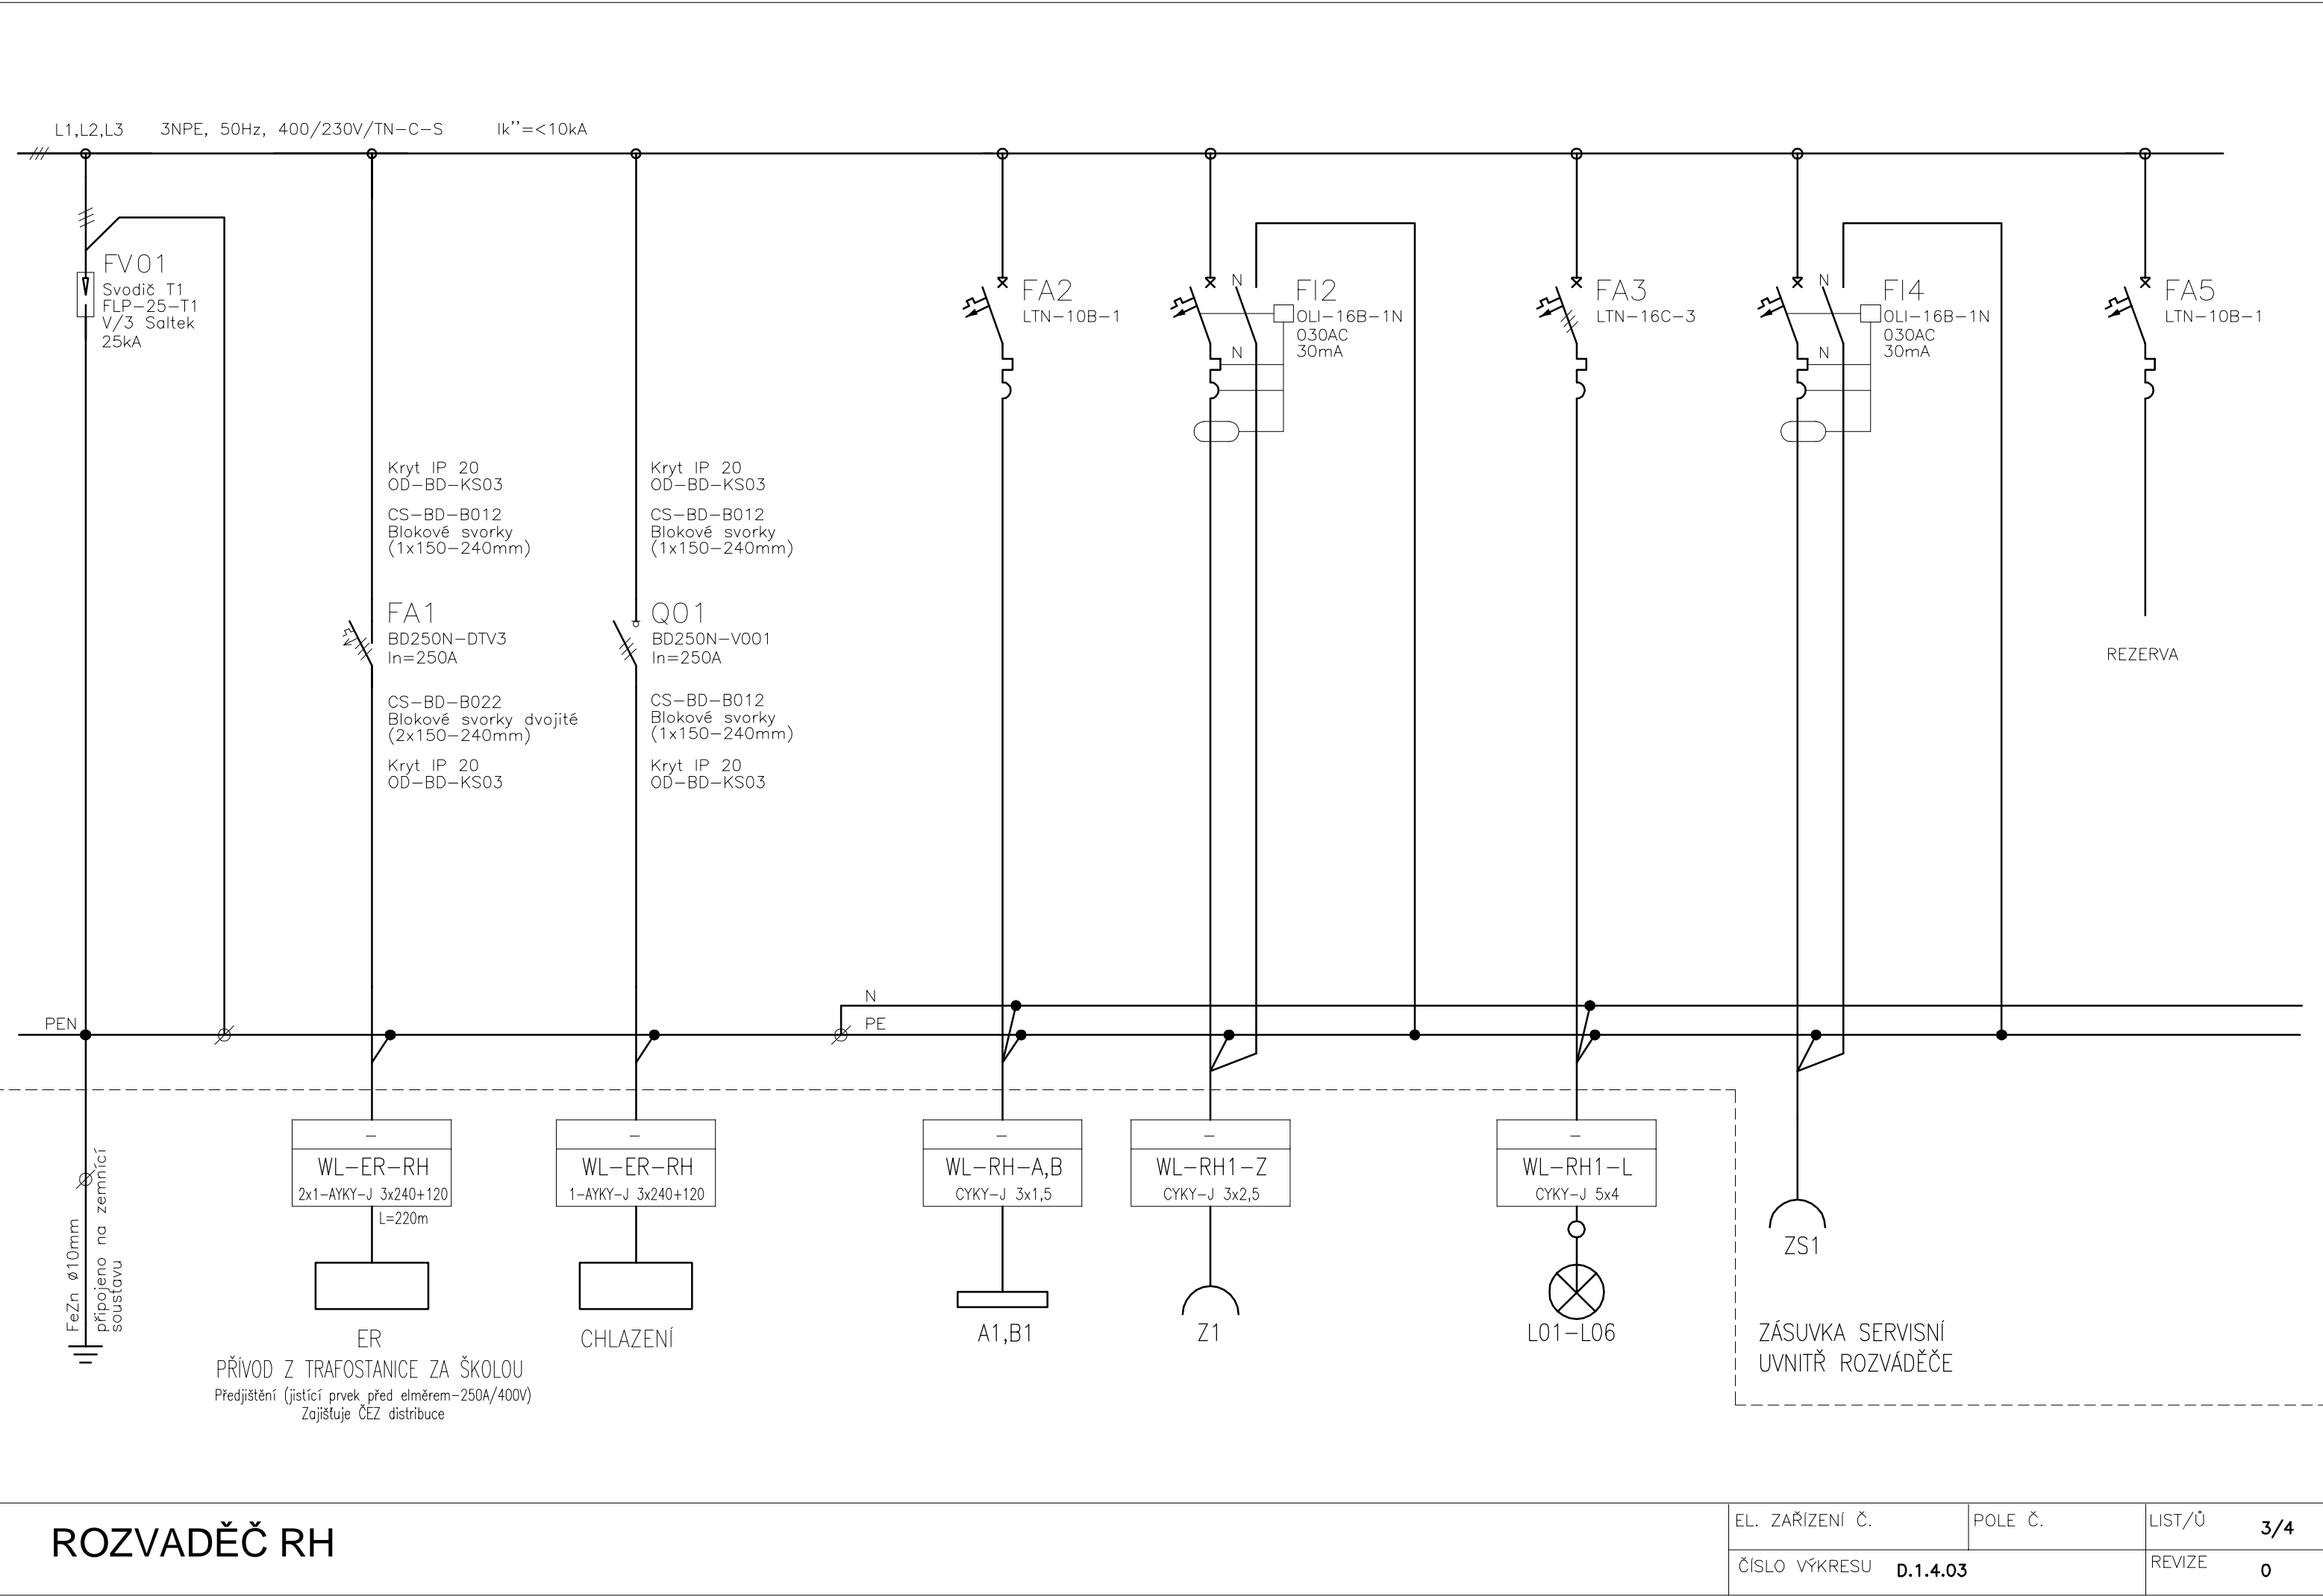 L1,L2,L3 3NPE, 50Hz, 400/230V/TN-C-S Ik''=<10kA
FV01
Svodič T1
FLP-25-T1
V/3 Saltek
25kA
Kryt IP 20
OD-BD-KS03
CS-BD-B012
Blokové svorky
(1x150-240mm)
FA1
BD250N-DTV3
In=250A
CS-BD-B022
Blokové svorky dvojité
(2x150-240mm)
Kryt IP 20
OD-BD-KS03
Kryt IP 20
OD-BD-KS03
CS-BD-B012
Blokové svorky
(1x150-240mm)
Q01
BD250N-V001
In=250A
CS-BD-B012
Blokové svorky
(1x150-240mm)
Kryt IP 20
OD-BD-KS03
FA2
LTN-10B-1
N
N
FI2
OLI-16B-1N
030AC
30mA
FA3
LTN-16C-3
N
N
FI4
OLI-16B-1N
030AC
30mA
FA5
LTN-10B-1
REZERVA
N
PEN
PE
FeZn ø10mm
připojeno na zemnící
soustavu
-
WL-ER-RH
2x1-AYKY-J 3x240+120
L=220m
ER
PŘÍVOD Z TRAFOSTANICE ZA ŠKOLOU
Předjištění (jistící prvek před elměrem-250A/400V)
Zajišťuje ČEZ distribuce
-
WL-ER-RH
1-AYKY-J 3x240+120
CHLAZENÍ
-
WL-RH-A,B
CYKY-J 3x1,5
A1,B1
-
WL-RH1-Z
CYKY-J 3x2,5
Z1
-
WL-RH1-L
CYKY-J 5x4
L01-L06
ZS1
ZÁSUVKA SERVISNÍ
UVNITŘ ROZVÁDĚČE
ROZVADĚČ RH
EL. ZAŘÍZENÍ Č. POLE Č. LIST/Ů 3/4
ČÍSLO VÝKRESU D.1.4.03 REVIZE 0